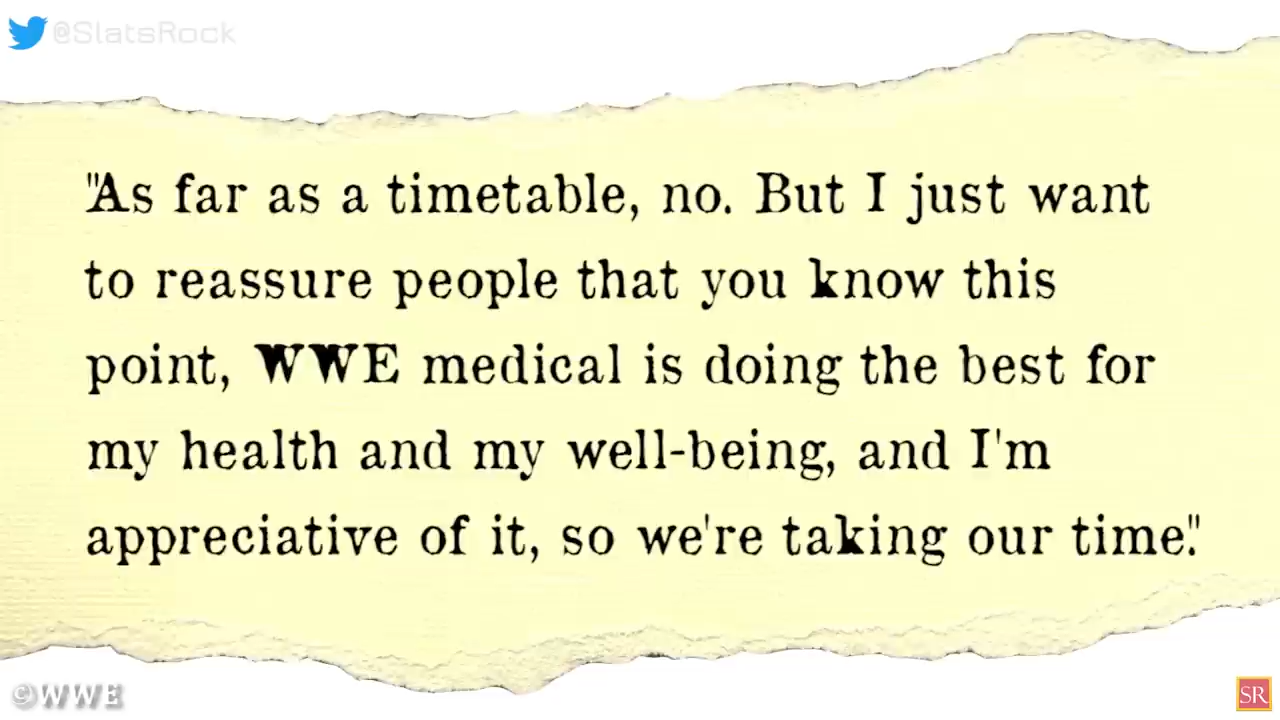 @SlatsRock
"As far as a timetable, no. But I just want
to reassure people that you know this
point, WWE medical is doing the best for
my health and my well-being, and I'm
appreciative of it, so we're taking our time."
©WWE
SR